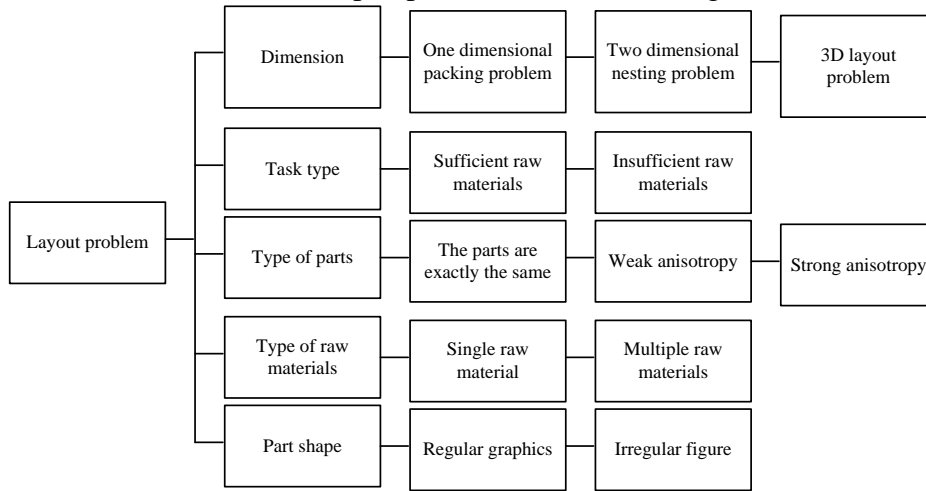 Dimension
One dimensional
packing problem
Two dimensional
nesting problem
3D layout
problem
Task type
Sufficient raw
materials
Insufficient raw
materials
Layout problem
Type of parts
The parts are
exactly the same
Weak anisotropy
Strong anisotropy
Type of raw
materials
Single raw
material
Multiple raw
materials
Part shape
Regular graphics
Irregular figure